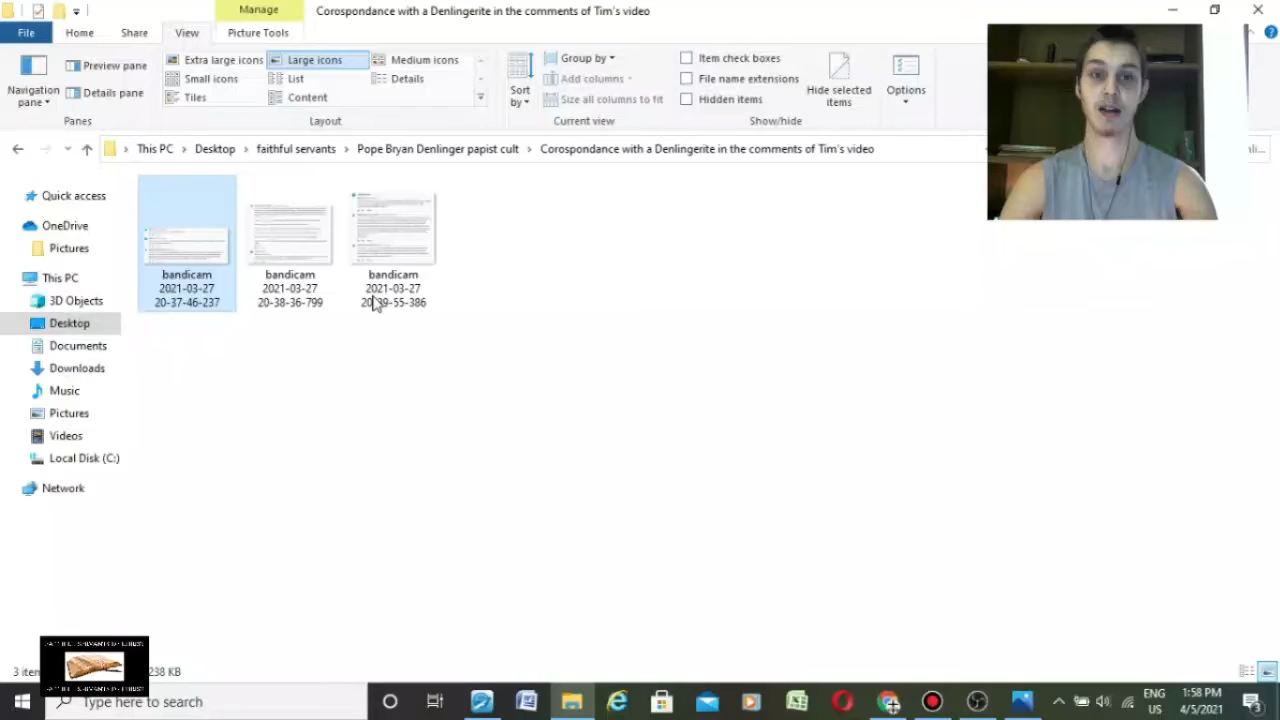 Manage
Corospondance with a Denlingerite in the comments of Tim's video
File
Home
Share
View
Picture Tools
Navigation pane
Preview pane
Details pane
Panes
Extra large icons
Large icons
Medium icons
Small icons
List
Details
Tiles
Content
Layout
Sort by
Group by
Add columns
Size all columns to fit
Current view
Item check boxes
File name extensions
Hidden items
Hide selected items
Show/hide
Options
This PC
Desktop
faithful servants
Pope Bryan Denlinger papist cult
Corospondance with a Denlingerite in the comments of Tim's video
Quick access
OneDrive
Pictures
This PC
3D Objects
Desktop
Documents
Downloads
Music
Pictures
Videos
Local Disk (C:)
Network
bandicam
2021-03-27
20-37-46-237
bandicam
2021-03-27
20-38-36-799
bandicam
2021-03-27
20-39-55-386
238 KB
Type here to search
ENG
US
1:58 PM
4/5/2021
3